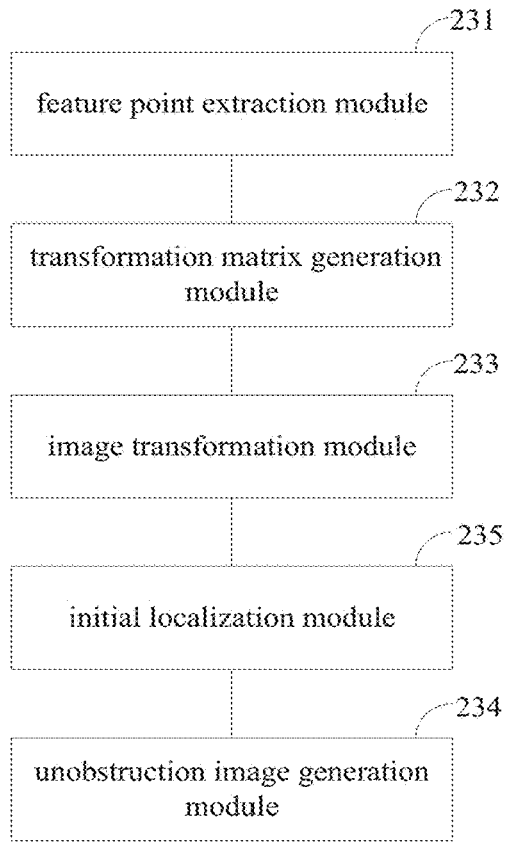 231
feature point extraction module
232
transformation matrix generation
module
233
image transformation module
235
initial localization module
234
unobstruction image generation
module